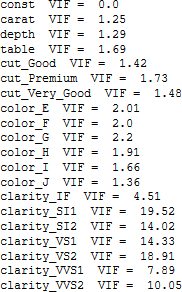 const  VIF =  0.0
carat  VIF =  1.25
depth  VIF =  1.29
table  VIF =  1.69
cut_Good  VIF =  1.42
cut_Premium  VIF =  1.73
cut_Very_Good  VIF =  1.48
color_E  VIF =  2.01
color_F  VIF =  2.0
color_G  VIF =  2.2
color_H  VIF =  1.91
color_I  VIF =  1.66
color_J  VIF =  1.36
clarity_IF  VIF =  4.51
clarity_SI1  VIF =  19.52
clarity_SI2  VIF =  14.02
clarity_VS1  VIF =  14.33
clarity_VS2  VIF =  18.91
clarity_VVS1  VIF =  7.89
clarity_VVS2  VIF =  10.05